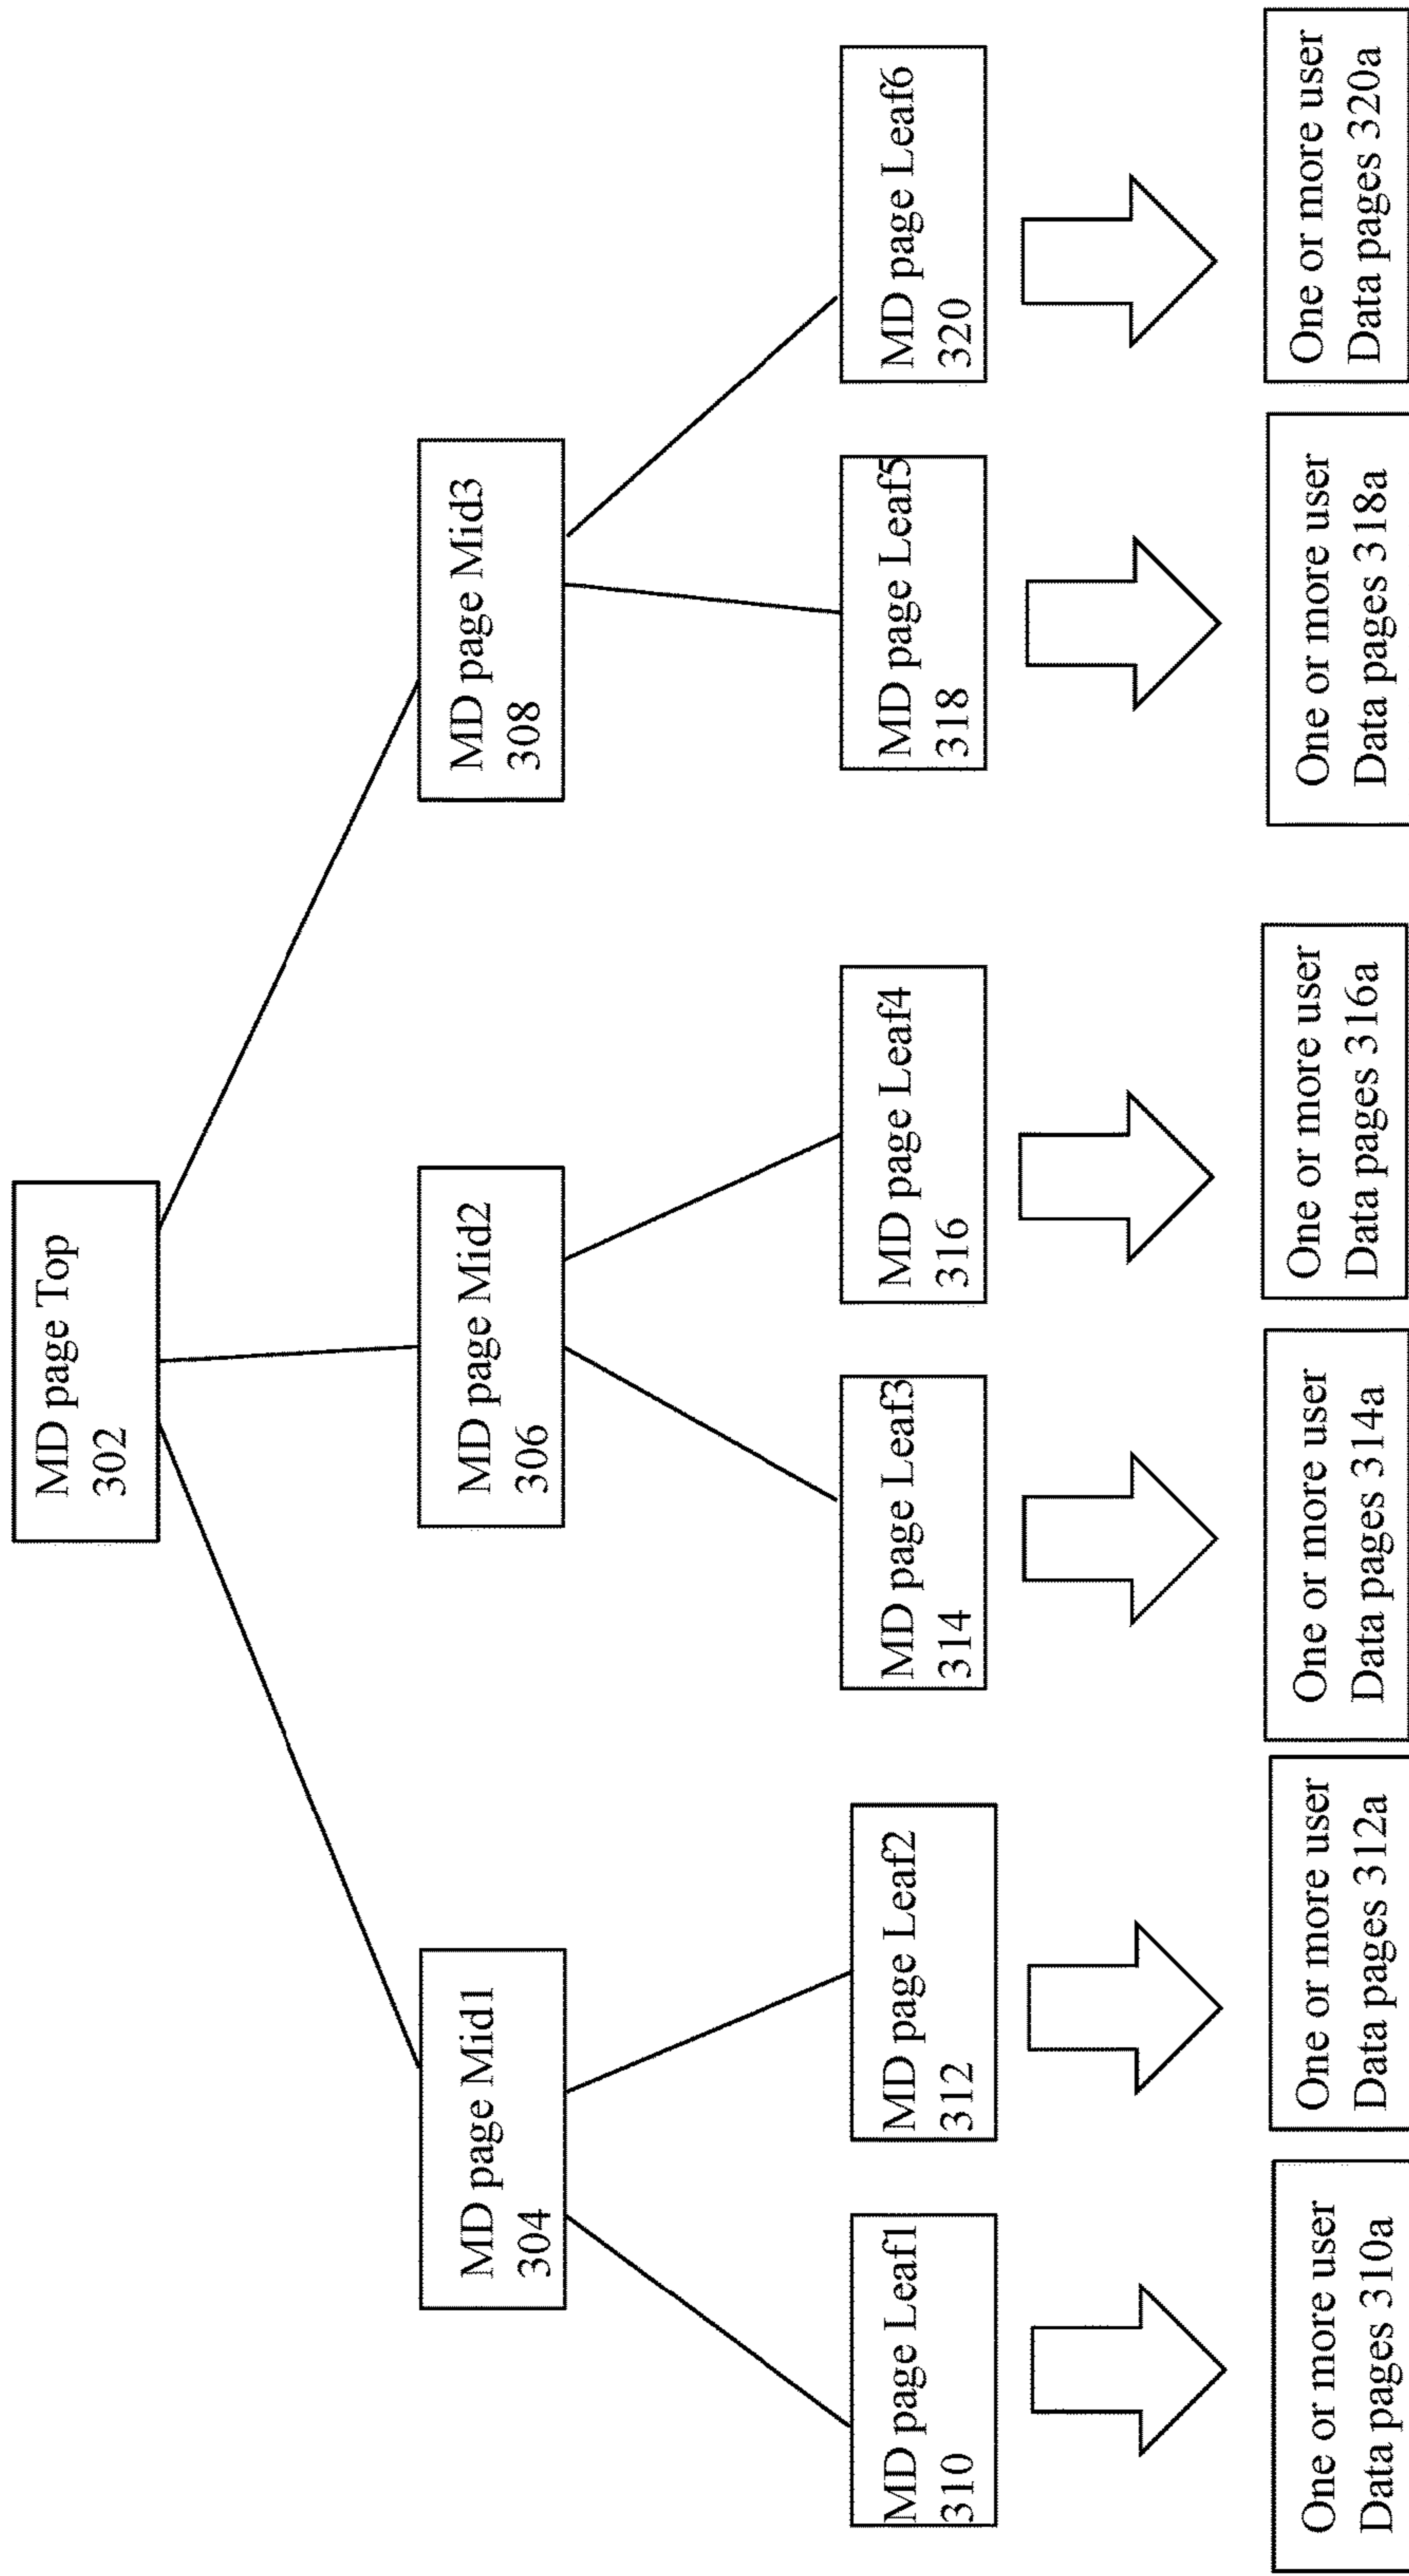 MD page Top
302
MD page Mid1
304
MD page Mid2
306
MD page Mid3
308
MD page Leaf1
310
MD page Leaf2
312
MD page Leaf3
314
MD page Leaf4
316
MD page Leaf5
318
MD page Leaf6
320
One or more user
Data pages 310a
One or more user
Data pages 312a
One or more user
Data pages 314a
One or more user
Data pages 316a
One or more user
Data pages 318a
One or more user
Data pages 320a